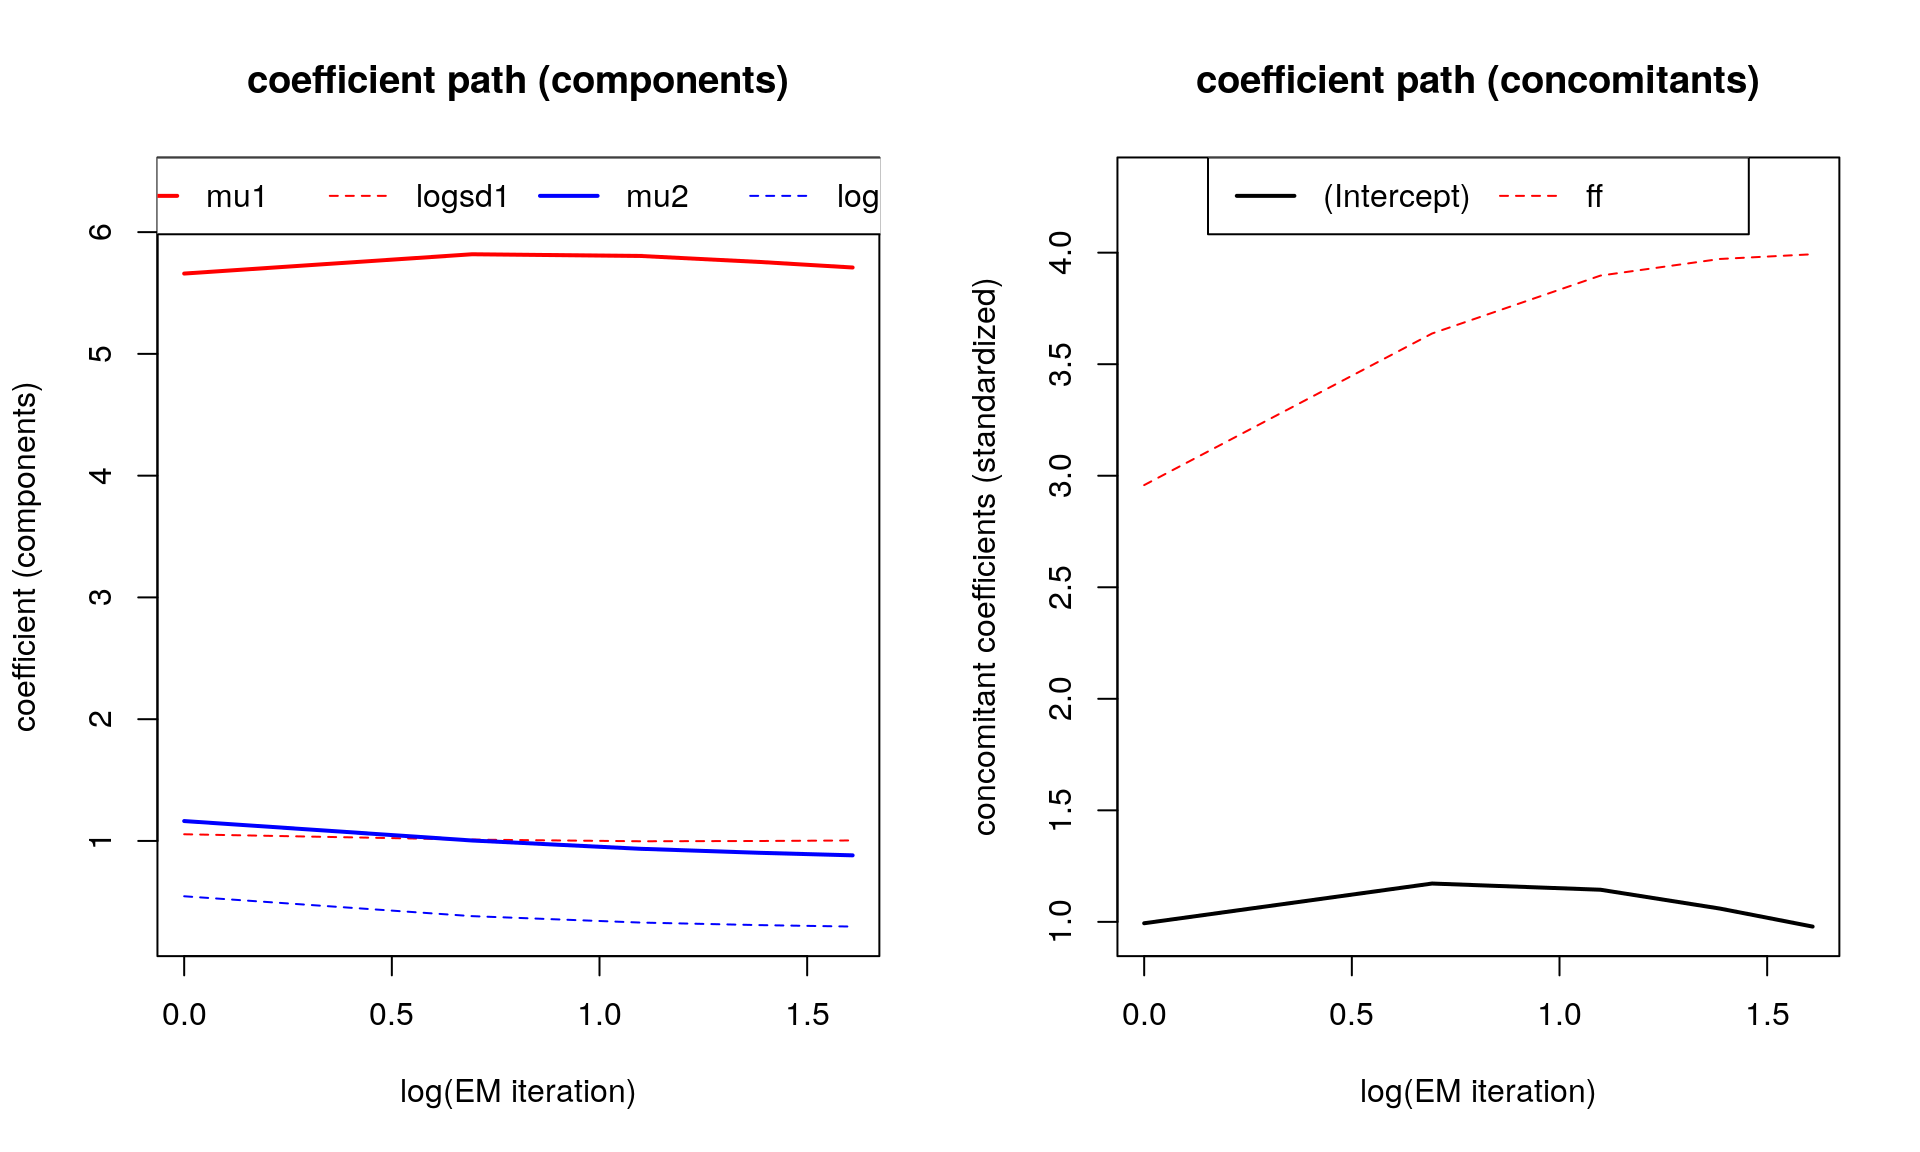 coefficient path (components)
mu1 logsd1 mu2 log
coefficient (components)
6
5
4
3
2
1
0.0 0.5 1.0 1.5
log(EM iteration)
coefficient path (concomitants)
(Intercept) ff
concomitant coefficients (standardized)
4.0
3.5
3.0
2.5
2.0
1.5
1.0
0.0 0.5 1.0 1.5
log(EM iteration)